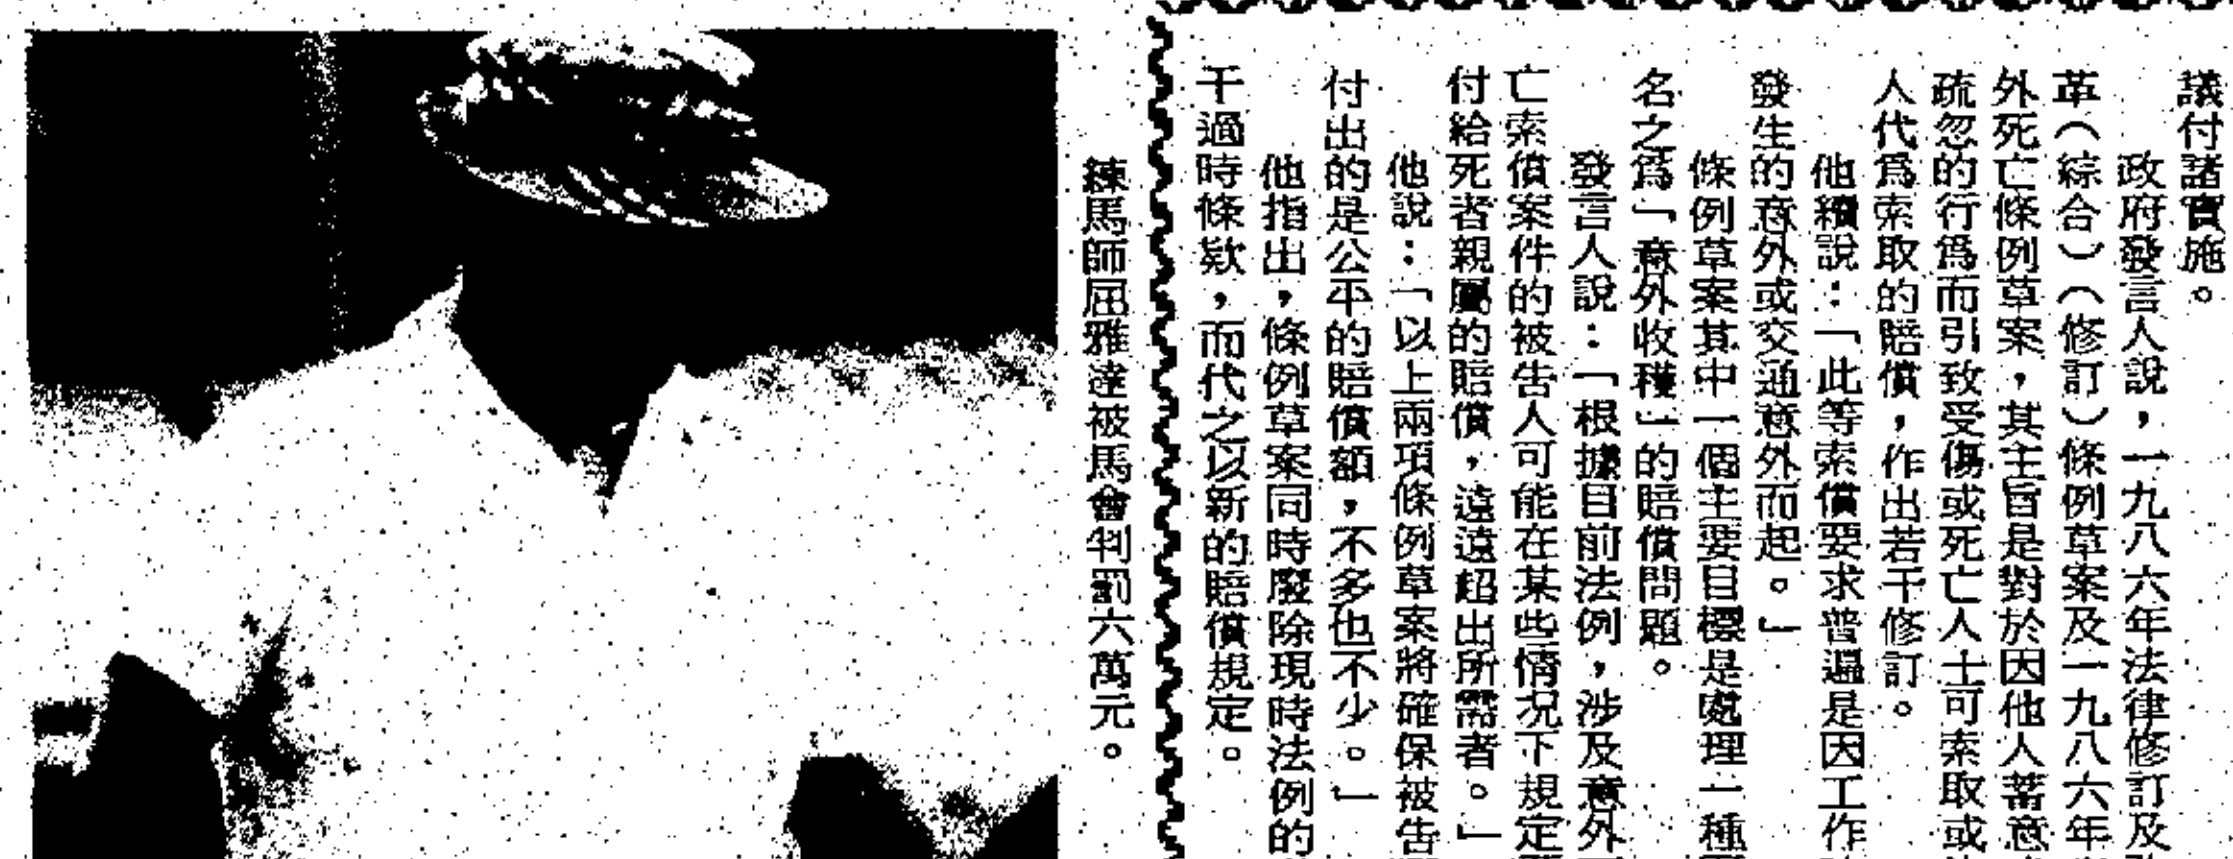 議付諸實施。
政府發言人說，一九八六年法律修訂及
革（綜合）（修訂）條例草案及一九八六年
外死亡條例草案，其主旨是對於因他人蓄意
疏忽的行爲而引致受傷或死亡人士可索取或
人代爲索取的賠償，作出若干修訂。
他續說：「此等索償要求普遍是因工作
發生的意外或交通意外而起。」
條例草案其中一個主要目標是處理一種
名之爲「意外收穫」的賠償問題。
發言人說：「根據目前法例，涉及意外
亡索償案件的被告人可能在某些情况下規定
付給死者親屬的賠償，遠遠超出所需者。」
他說：「以上兩項條例草案將確保被告
付出的是公平的賠償額，不多也不少。」
他指出，條例草案同時廢除現時法例的
干過時條欵，而代之以新的賠償規定。
練馬師屈雅達被馬會判罰六萬元。